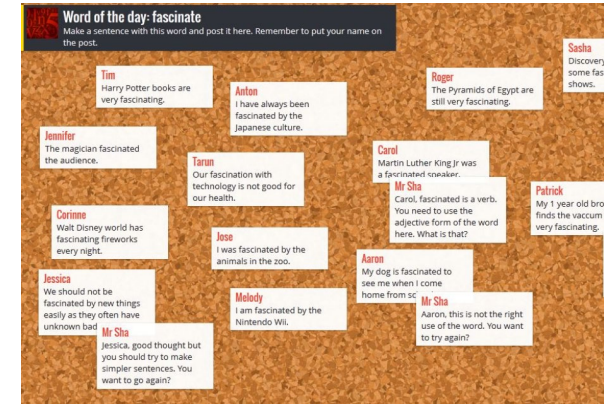 Word of the day: fascinate
Make a sentence with this word and post it here. Remember to put your name on
the post.
Sasha
Discovery
some fas
shows.
Tim
Harry Potter books are
very fascinating.
Anton
I have always been
fascinated by the
Japanese culture.
Roger
The Pyramids of Egypt are
still very fascinating.
Jennifer
The magician fascinated
the audience.
Tarun
Our fascination with
technology is not good for
our health.
Carol
Martin Luther King Jr was
a fascinated speaker.
Mr Sha
Carol, fascinated is a verb.
You need to use the
adjective form of the word
here. What is that?
Patrick
My 1 year old bro
finds the vaccum
very fascinating.
Corinne
Walt Disney world has
fascinating fireworks
every night.
Jose
I was fascinated by the
animals in the zoo.
Aaron
My dog is fascinated to
see me when I come
home from sc
Mr Sha
Aaron, this is not the right
use of the word. You want
to try again?
Jessica
We should not be
fascinated by new things
easily as they often have
unknown bad
Mr Sha
Jessica, good thought but
you should try to make
simpler sentences. You
want to go again?
Melody
I am fascinated by the
Nintendo Wii.